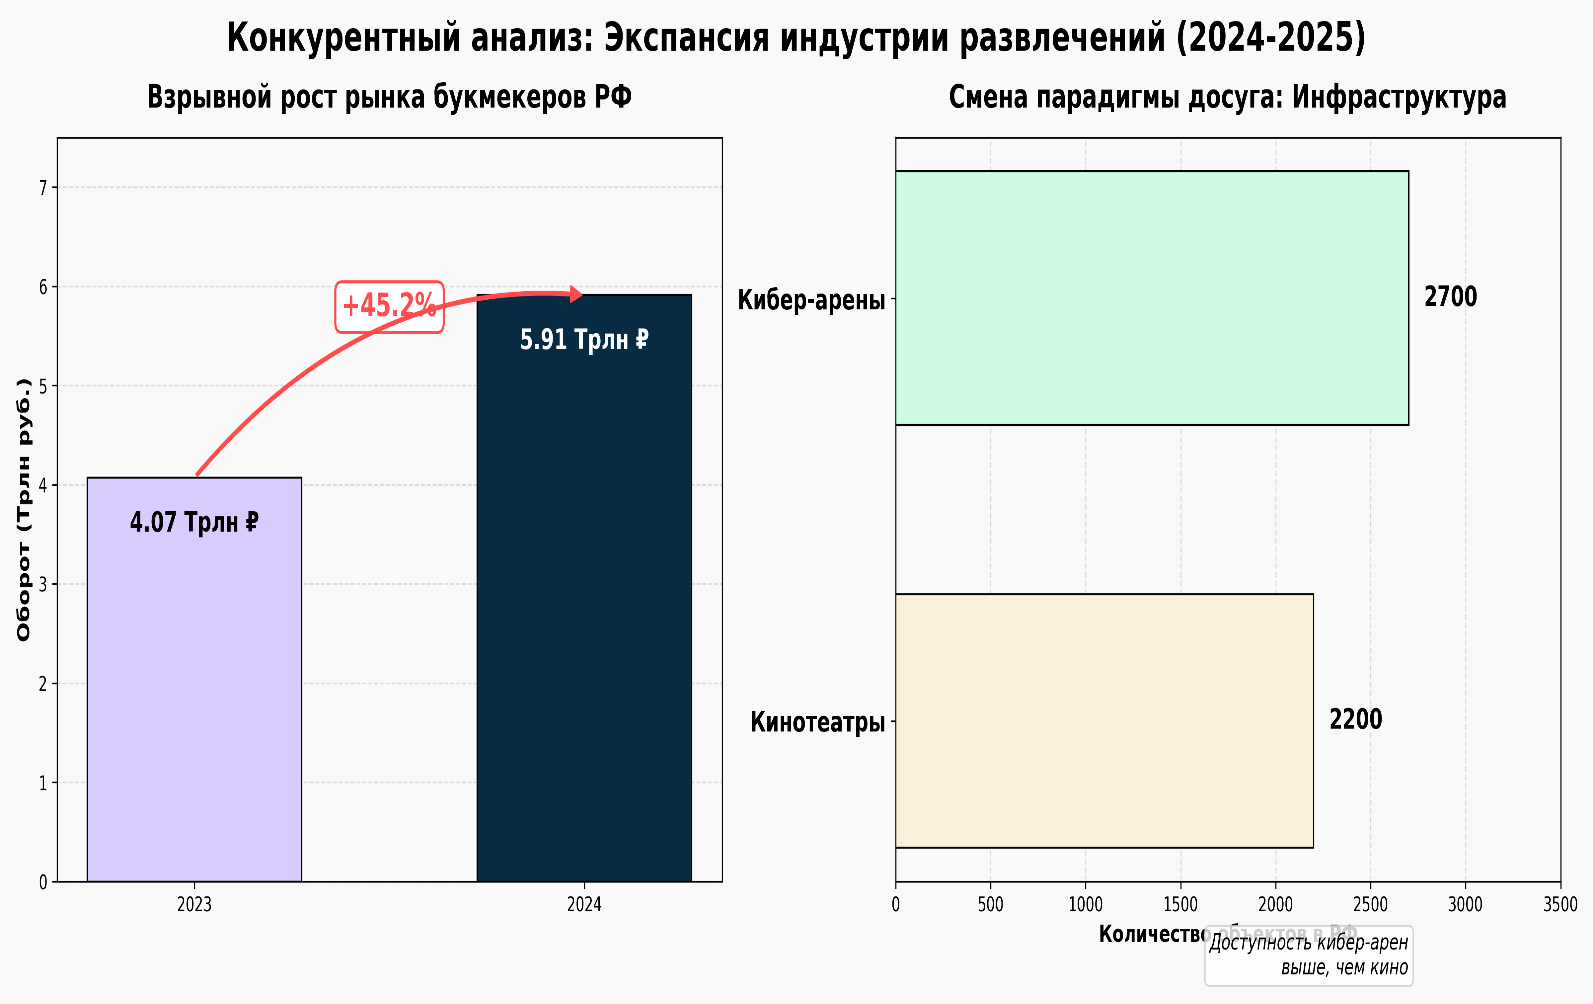 Конкурентный анализ: Экспансия индустрии развлечений (2024-2025)
Взрывной рост рынка букмекеров РФ
Оборот (Трлн руб.)
7
6
5
4
3
2
1
0
+45.2%
4.07 Трлн ₽
5.91 Трлн ₽
2023
2024
Смена парадигмы досуга: Инфраструктура
Кибер-арены
2700
Кинотеатры
2200
0
500
1000
1500
2000
2500
3000
3500
Количество объектов в РФ
Доступность кибер-арен
выше, чем кино